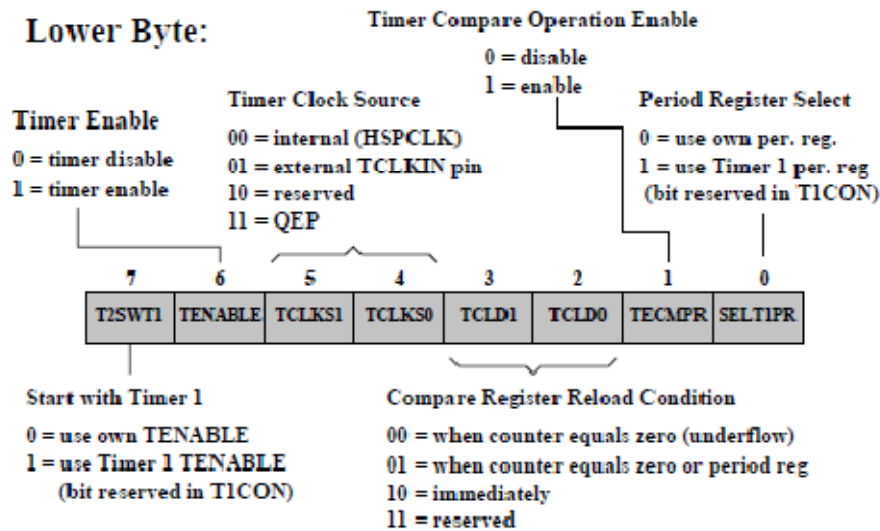 Lower Byte:
Timer Compare Operation Enable
0 = disable
1 = enable
Timer Clock Source
00 = internal (HSPCLK)
01 = external TCLKIN pin
10 = reserved
11 = QEP
Period Register Select
0 = use own per. reg.
1 = use Timer 1 per. reg
(bit reserved in T1CON)
Timer Enable
0 = timer disable
1 = timer enable
7 6 5 4 3 2 1 0
T2SWT1 TENABLE TCLKS1 TCLKS0 TCLD1 TCLD0 TECMPR SELT1PR
Start with Timer 1
0 = use own TENABLE
1 = use Timer 1 TENABLE
(bit reserved in T1CON)
Compare Register Reload Condition
00 = when counter equals zero (underflow)
01 = when counter equals zero or period reg
10 = immediately
11 = reserved